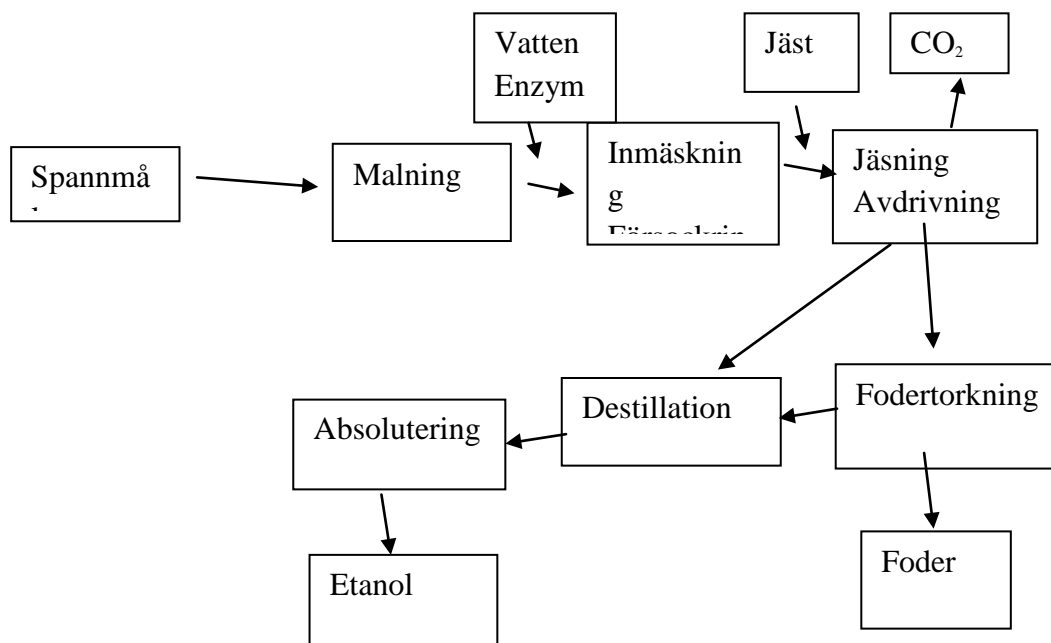 Vatten
Enzym
Jäst
CO₂
Spannmå
Malning
Inmäsknin
g
Jäsning
Avdrivning
Absolutering
Destillation
Fodertorkning
Etanol
Foder